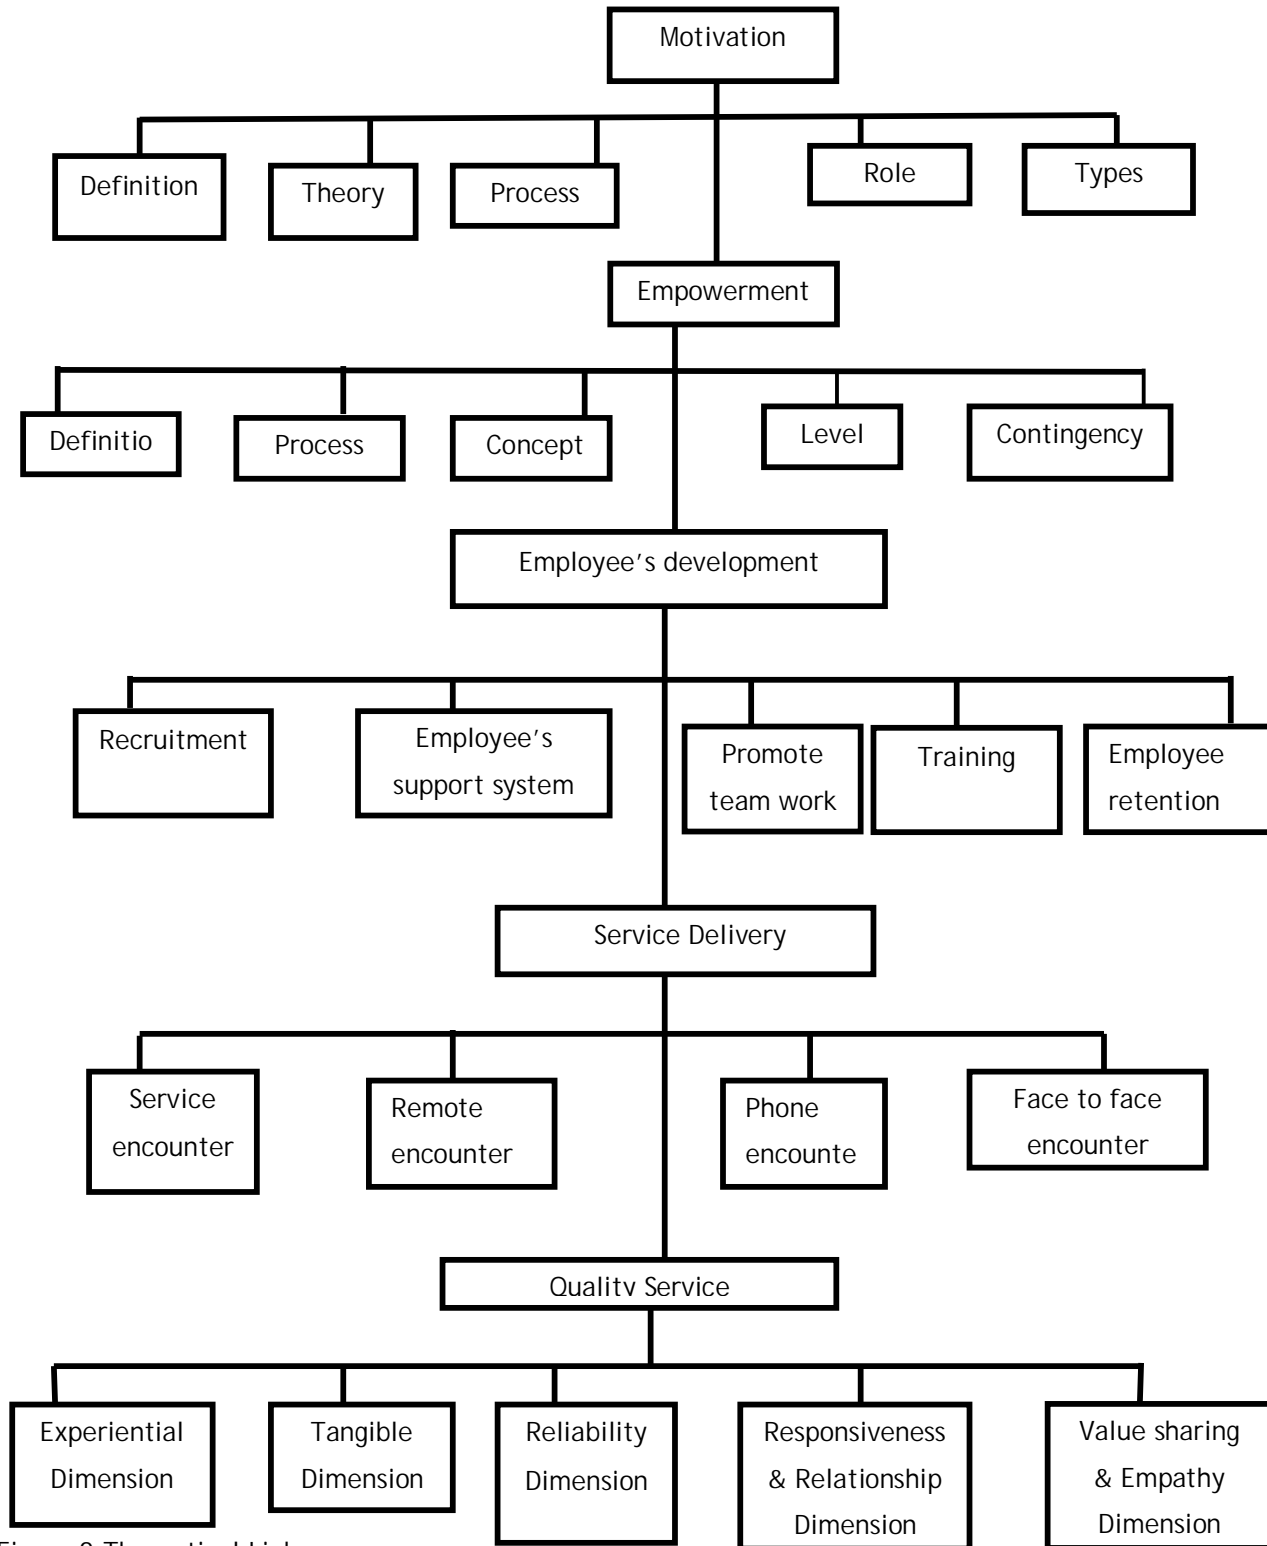 Motivation
Definition
Theory
Process
Role
Types
Empowerment
Definitio
Process
Concept
Level
Contingency
Employee's development
Recruitment
Employee's
support system
Promote
team work
Training
Employee
retention
Service Delivery
Service
encounter
Remote
encounter
Phone
encounte
Face to face
encounter
Quality Service
Experiential
Dimension
Tangible
Dimension
Reliability
Dimension
Responsiveness
& Relationship
Dimension
Value sharing
& Empathy
Dimension